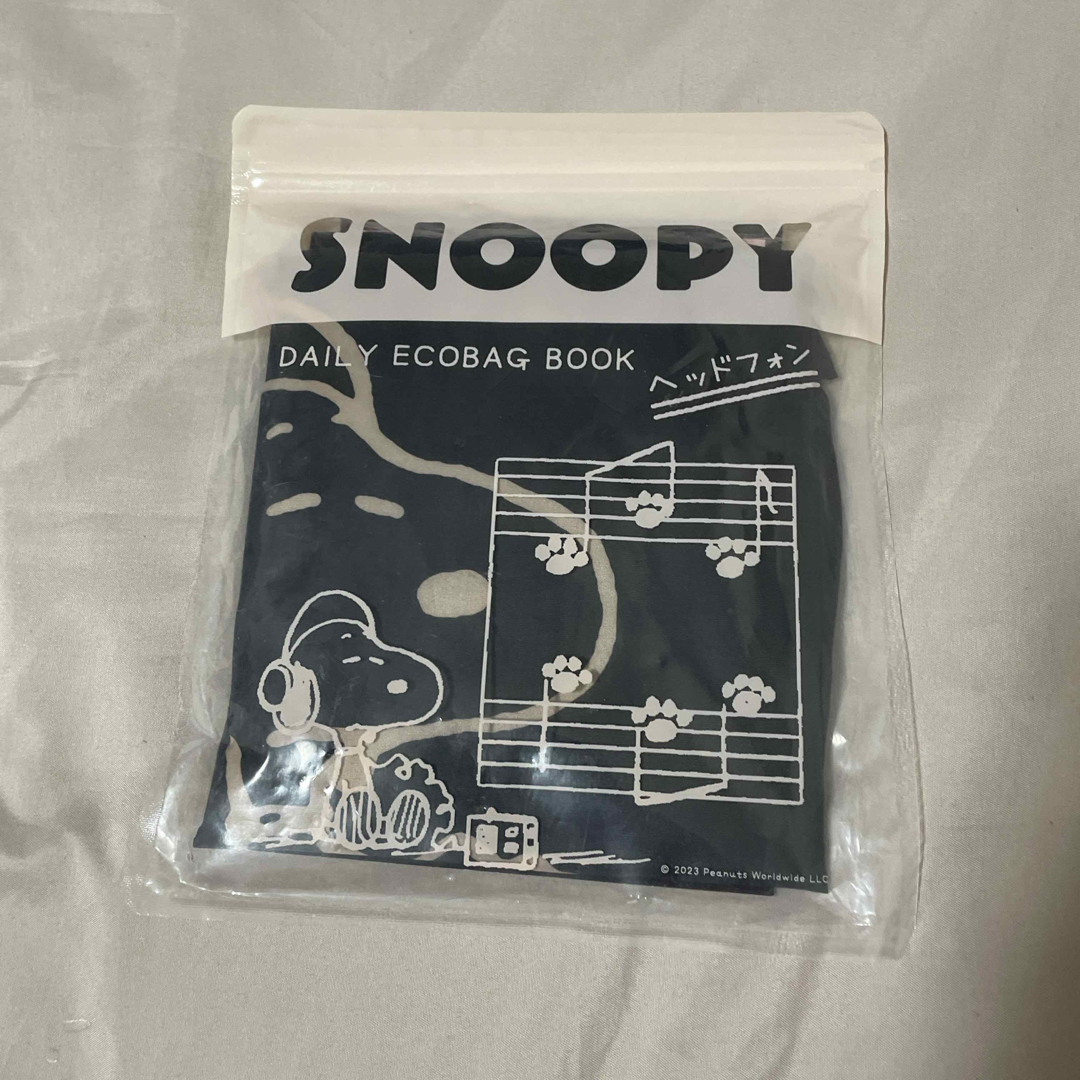 SNOOPY
DAILY ECOBAG BOOK
ヘッドフォン
© 2023 Peanuts Worldwide LLC